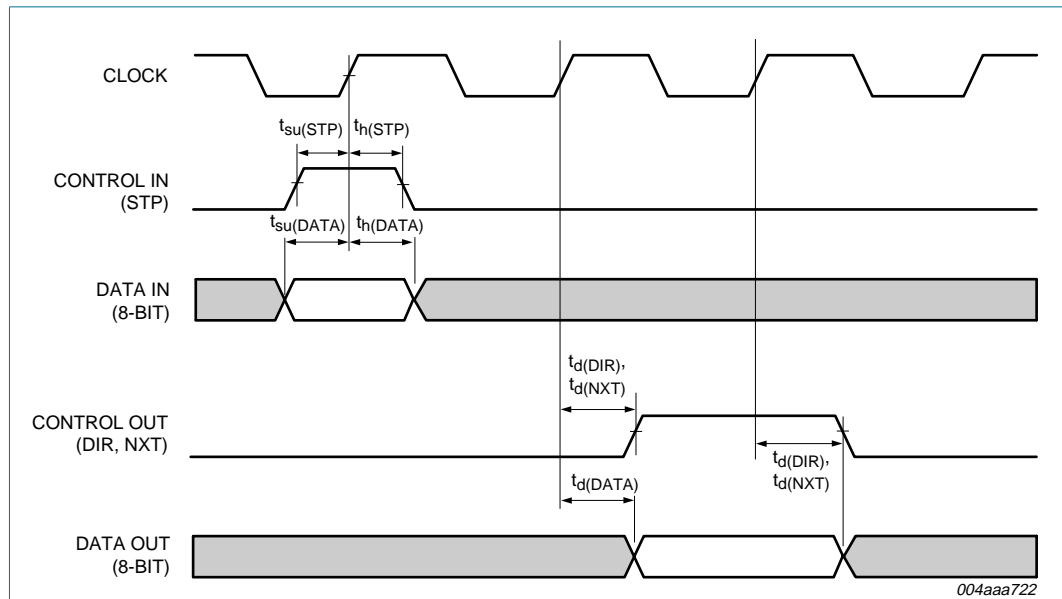 CLOCK
tsu(STP) th(STP)
CONTROL IN
(STP)
tsu(DATA) th(DATA)
DATA IN
(8-BIT)
td(DIR),
td(NXT)
CONTROL OUT
(DIR, NXT)
td(DIR),
td(NXT)
td(DATA)
DATA OUT
(8-BIT)
004aaa722